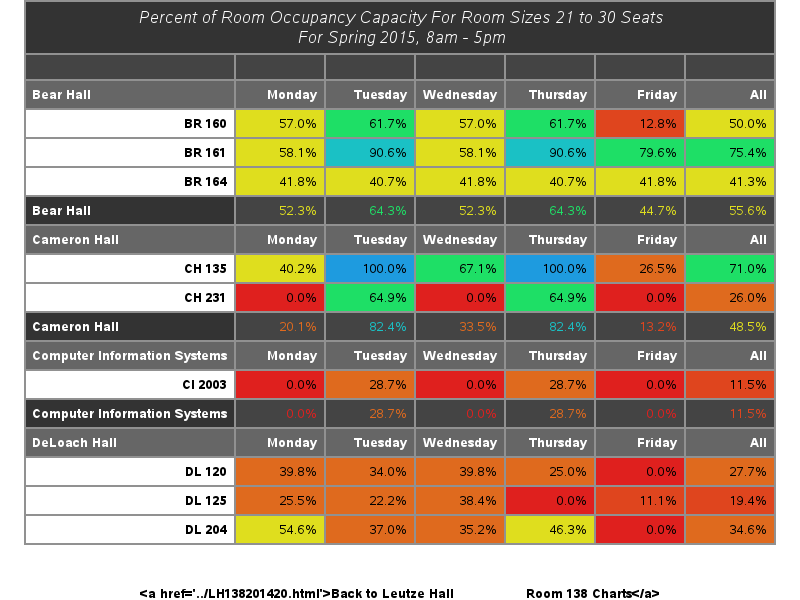 Percent of Room Occupancy Capacity For Room Sizes 21 to 30 Seats
For Spring 2015, 8am - 5pm
Bear Hall Monday Tuesday Wednesday Thursday Friday All
BR 160 57.0% 61.7% 57.0% 61.7% 12.8% 50.0%
BR 161 58.1% 90.6% 58.1% 90.6% 79.6% 75.4%
BR 164 41.8% 40.7% 41.8% 40.7% 41.8% 41.3%
Bear Hall 52.3% 64.3% 52.3% 64.3% 44.7% 55.6%
Cameron Hall Monday Tuesday Wednesday Thursday Friday All
CH 135 40.2% 100.0% 67.1% 100.0% 26.5% 71.0%
CH 231 0.0% 64.9% 0.0% 64.9% 0.0% 26.0%
Cameron Hall 20.1% 82.4% 33.5% 82.4% 13.2% 48.5%
Computer Information Systems Monday Tuesday Wednesday Thursday Friday All
CI 2003 0.0% 28.7% 0.0% 28.7% 0.0% 11.5%
Computer Information Systems 0.0% 28.7% 0.0% 28.7% 0.0% 11.5%
DeLoach Hall Monday Tuesday Wednesday Thursday Friday All
DL 120 39.8% 34.0% 39.8% 25.0% 0.0% 27.7%
DL 125 25.5% 22.2% 38.4% 0.0% 11.1% 19.4%
DL 204 54.6% 37.0% 35.2% 46.3% 0.0% 34.6%
<a href='../LH138201420.html'>Back to Leutze Hall Room 138 Charts</a>